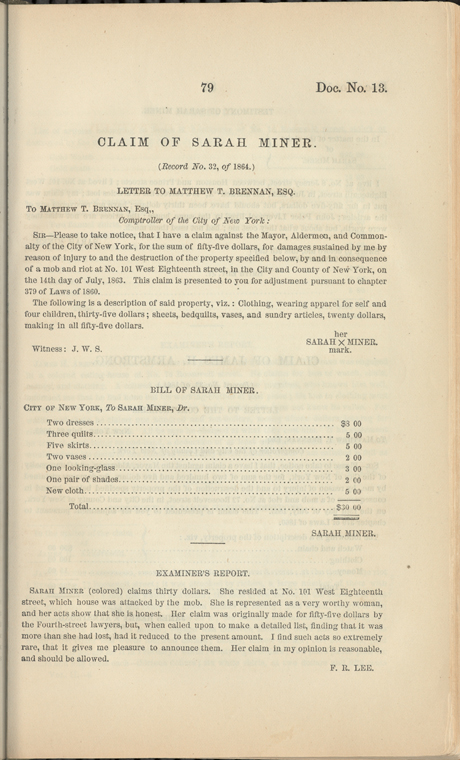 79 Doc. No. 13.
CLAIM OF SARAH MINER.
(Record No. 32, of 1864.)
LETTER TO MATTHEW T. BRENNAN, ESQ.
To Matthew T. Brennan, Esq.,
Comptroller of the City of New York:
Sir—Please to take notice, that I have a claim against the Mayor, Aldermen, and Common-
alty of the City of New York, for the sum of fifty-five dollars, for damages sustained by me by
reason of injury to and the destruction of the property specified below, by and in consequence
of a mob and riot at No. 101 West Eighteenth street, in the City and County of New York, on
the 14th day of July, 1863. This claim is presented to you for adjustment pursuant to chapter
379 of Laws of 1860.
The following is a description of said property, viz.: Clothing, wearing apparel for self and
four children, thirty-five dollars; sheets, bedquilts, vases, and sundry articles, twenty dollars,
making in all fifty-five dollars.
her
SARAH × MINER.
Witness: J. W. S. mark.
BILL OF SARAH MINER.
City of New York, To Sarah Miner, Dr.
Two dresses $8 00
Three quilts 5 00
Five skirts 5 00
Two vases 2 00
One looking-glass 3 00
One pair of shades 2 00
New cloth 5 00
Total $30 00
SARAH MINER.
EXAMINER'S REPORT.
Sarah Miner (colored) claims thirty dollars. She resided at No. 101 West Eighteenth
street, which house was attacked by the mob. She is represented as a very worthy woman,
and her acts show that she is honest. Her claim was originally made for fifty-five dollars by
the Fourth-street lawyers, but, when called upon to make a detailed list, finding that it was
more than she had lost, had it reduced to the present amount. I find such acts so extremely
rare, that it gives me pleasure to announce them. Her claim in my opinion is reasonable,
and should be allowed.
F. R. LEE.